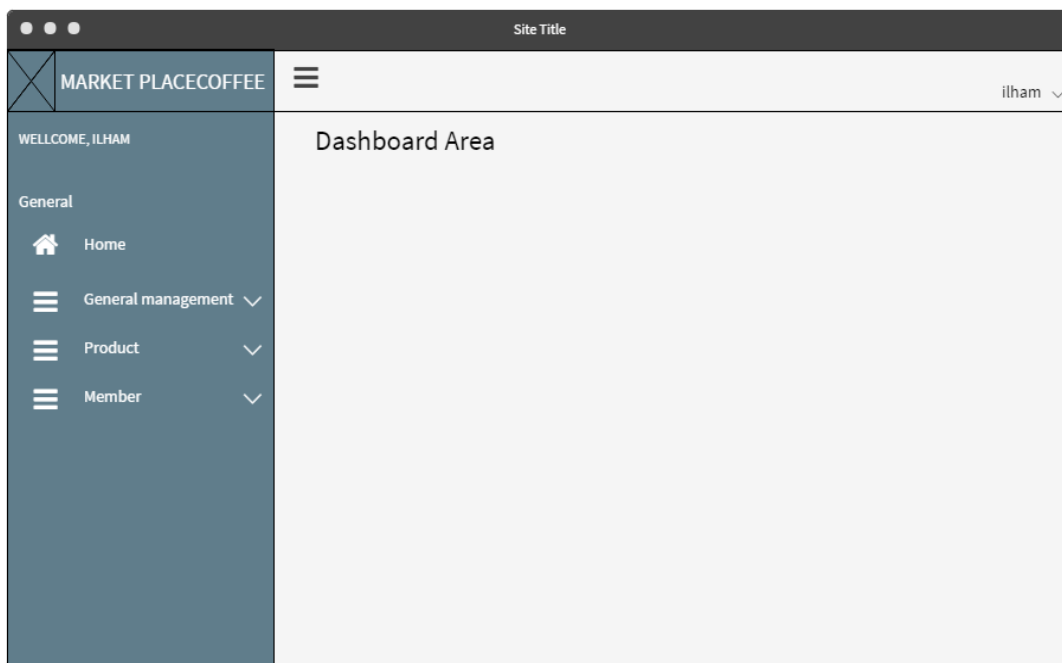 Site Title
MARKET PLACECOFFEE
ilham
WELLCOME, ILHAM
Dashboard Area
General
Home
General management
Product
Member